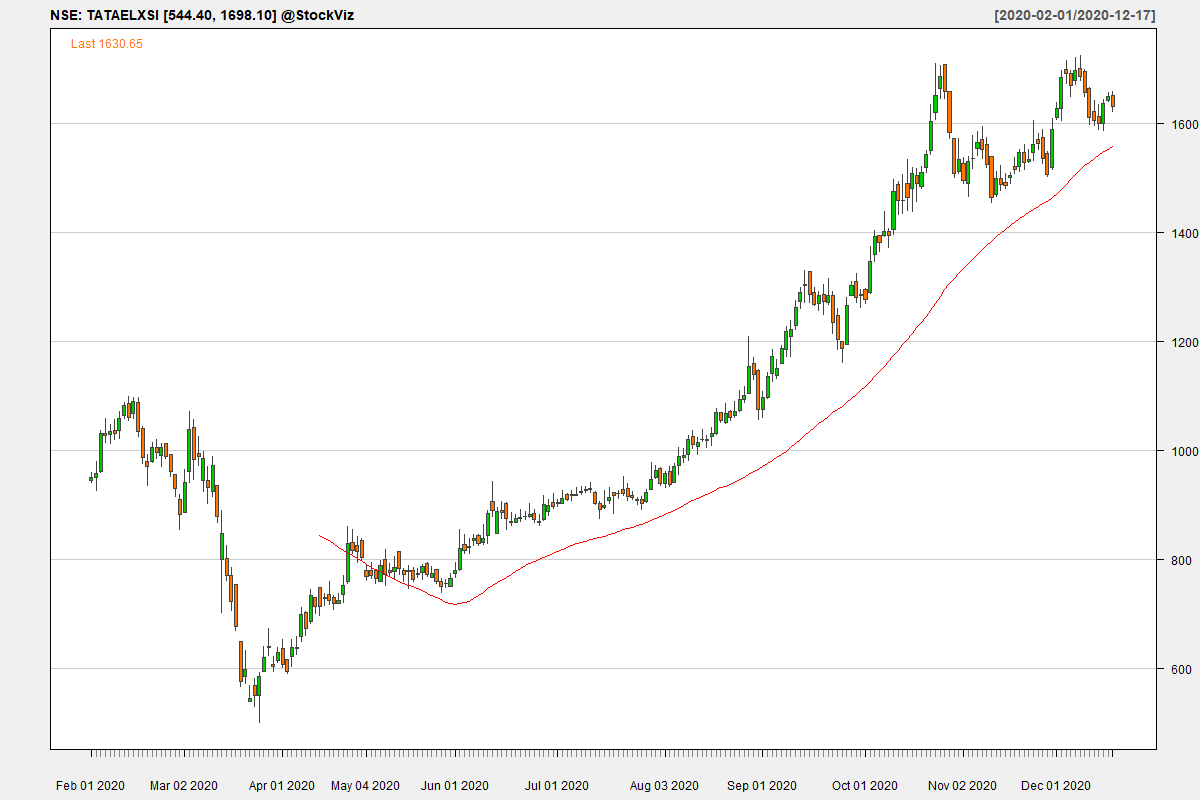 NSE: TATAELXSI [544.40, 1698.10] @StockViz [2020-02-01/2020-12-17]
Last 1630.65
1600
1400
1200
1000
800
600
Feb 01 2020 Mar 02 2020 Apr 01 2020 May 04 2020 Jun 01 2020 Jul 01 2020 Aug 03 2020 Sep 01 2020 Oct 01 2020 Nov 02 2020 Dec 01 2020